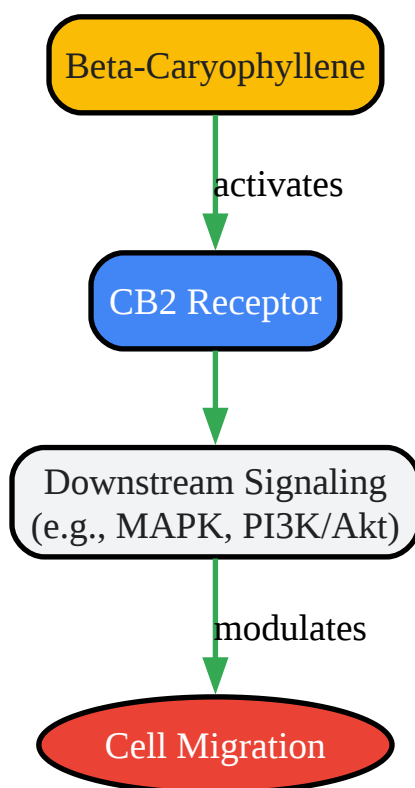 Beta-Caryophyllene
activates
CB2 Receptor
Downstream Signaling
(e.g., MAPK, PI3K/Akt)
modulates
Cell Migration